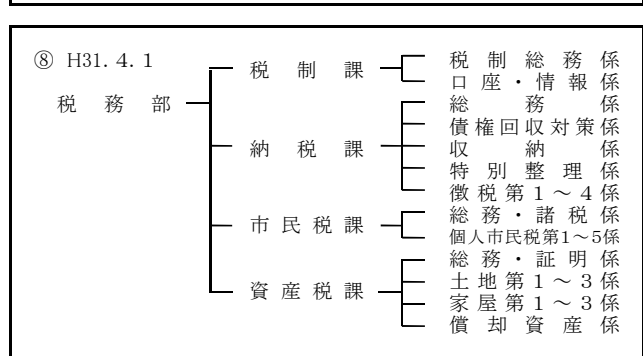 ⑧ H31.4.1
税務部
税制課
税制総務係
口座・情報係
納税課
総務係
債権回収対策係
収納係
特別整理係
徴税第1～4係
市民税課
総務・諸税係
個人市民税第1～5係
資産税課
総務・証明係
土地第1～3係
家屋第1～3係
償却資産係